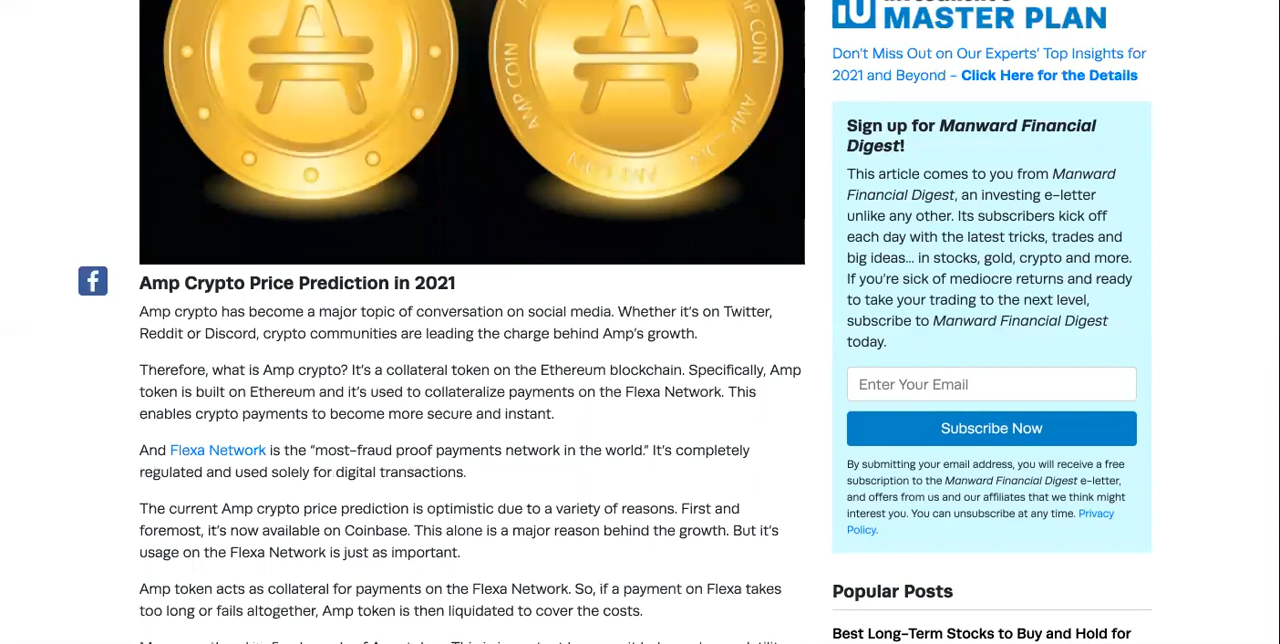 AMP COIN
AMP COIN
AMP COIN
MASTER PLAN
Don't Miss Out on Our Experts' Top Insights for
2021 and Beyond - Click Here for the Details
Sign up for Manward Financial
Digest!
This article comes to you from Manward
Financial Digest, an investing e-letter
unlike any other. Its subscribers kick off
each day with the latest tricks, trades and
big ideas... in stocks, gold, crypto and more.
If you're sick of mediocre returns and ready
to take your trading to the next level,
subscribe to Manward Financial Digest
today.
Enter Your Email
Subscribe Now
By submitting your email address, you will receive a free
subscription to the Manward Financial Digest e-letter,
and offers from us and our affiliates that we think might
interest you. You can unsubscribe at any time. Privacy
Policy.
Popular Posts
Best Long-Term Stocks to Buy and Hold for
f
Amp Crypto Price Prediction in 2021
Amp crypto has become a major topic of conversation on social media. Whether it's on Twitter,
Reddit or Discord, crypto communities are leading the charge behind Amp's growth.
Therefore, what is Amp crypto? It's a collateral token on the Ethereum blockchain. Specifically, Amp
token is built on Ethereum and it's used to collateralize payments on the Flexa Network. This
enables crypto payments to become more secure and instant.
And Flexa Network is the "most-fraud proof payments network in the world." It's completely
regulated and used solely for digital transactions.
The current Amp crypto price prediction is optimistic due to a variety of reasons. First and
foremost, it's now available on Coinbase. This alone is a major reason behind the growth. But it's
usage on the Flexa Network is just as important.
Amp token acts as collateral for payments on the Flexa Network. So, if a payment on Flexa takes
too long or fails altogether, Amp token is then liquidated to cover the costs.